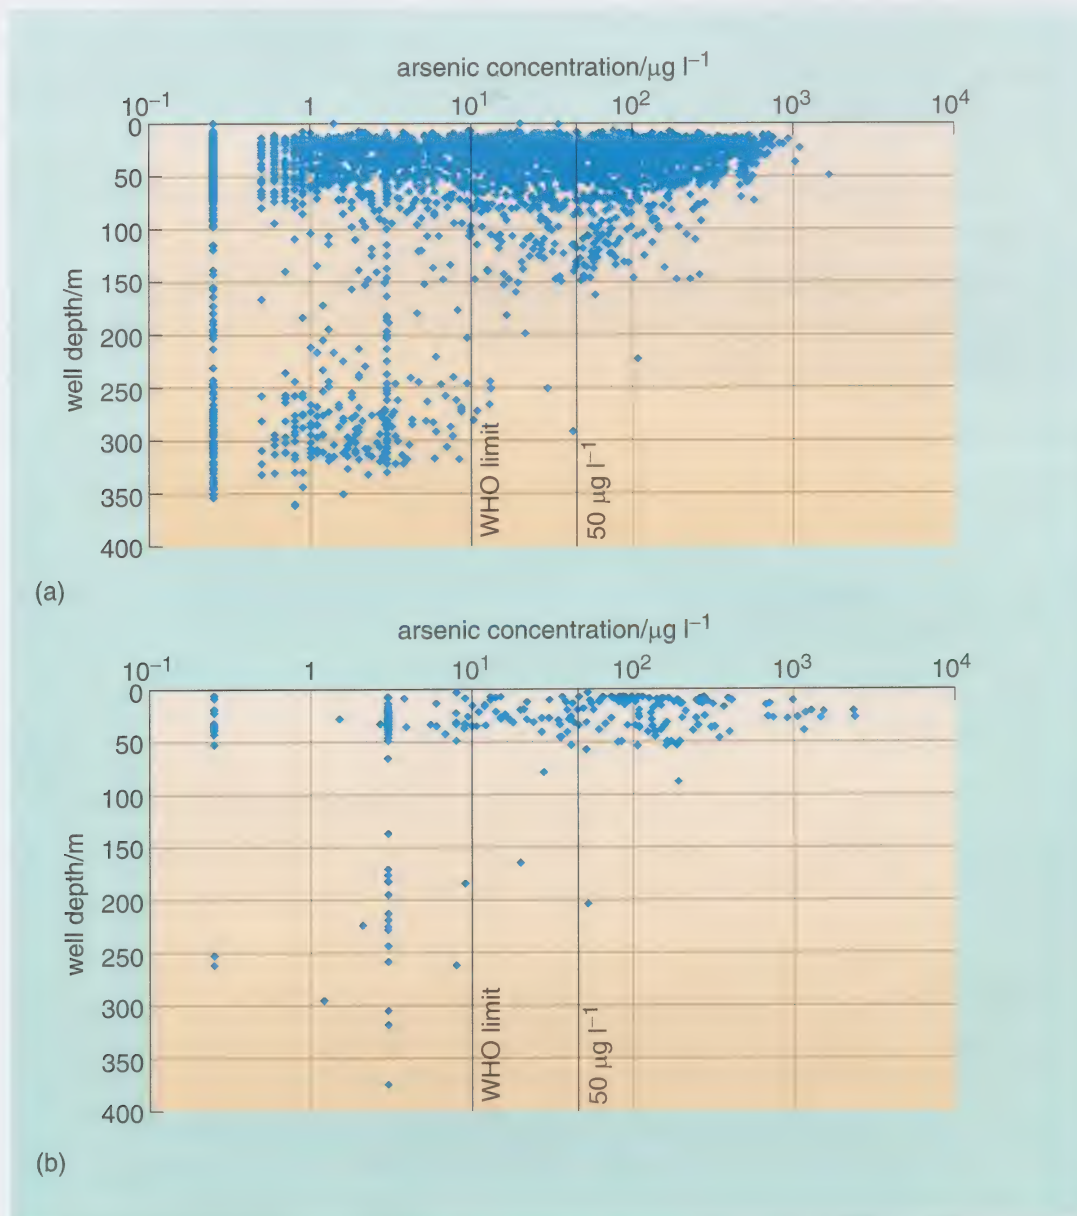 arsenic concentration/µg l⁻¹
10⁻¹ 1 10¹ 10² 10³ 10⁴
0
50
100
150
200
250
300
350
400
well depth/m
WHO limit
50 µg l⁻¹
(a)
arsenic concentration/µg l⁻¹
10⁻¹ 1 10¹ 10² 10³ 10⁴
0
50
100
150
200
250
300
350
400
well depth/m
WHO limit
50 µg l⁻¹
(b)